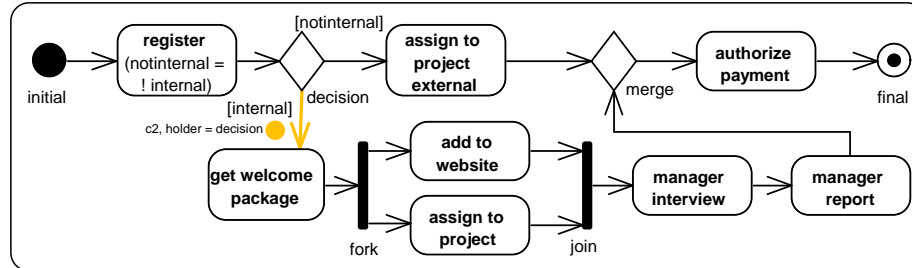 [notinternal]
register
(notinternal =
! internal)
assign to
project
external
authorize
payment
initial
decision
merge
final
[internal]
c2, holder = decision
get welcome
package
add to
website
assign to
project
manager
interview
manager
report
fork
join